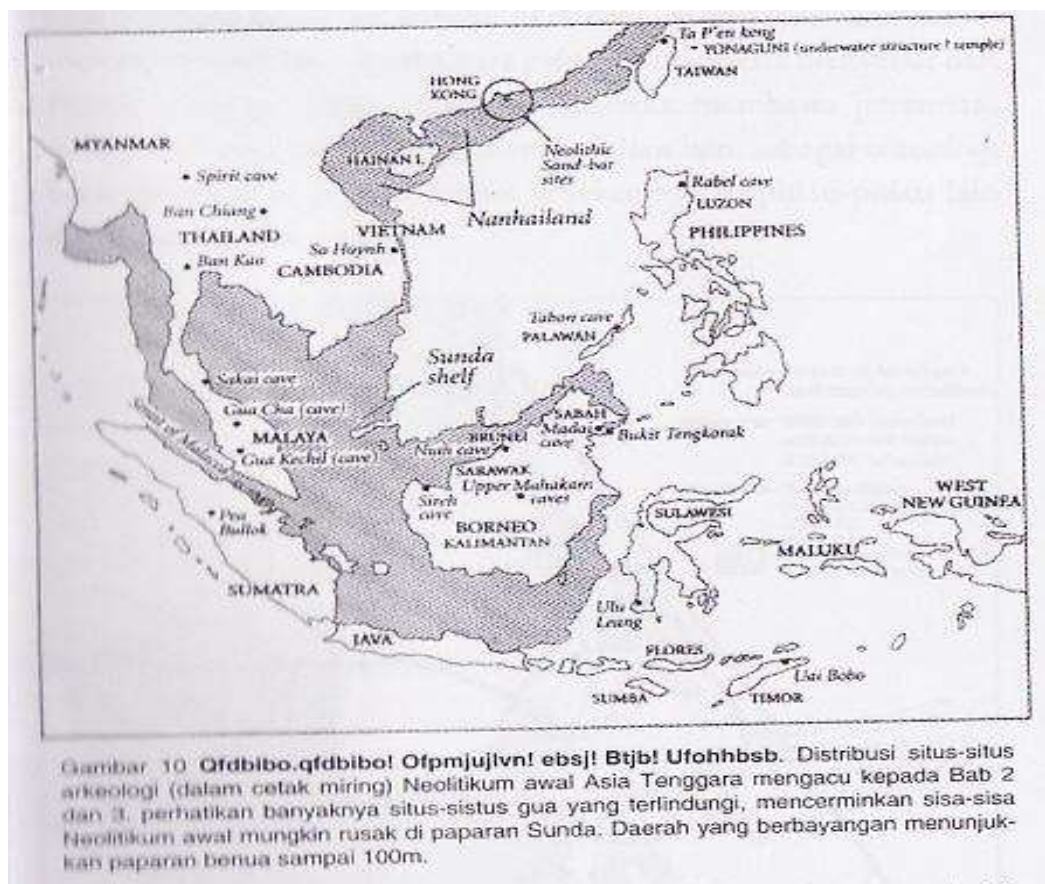 Ta P'en keng
YONAGUNI (underwater structure ? temple)
TAIWAN
HONG
KONG
MYANMAR
HAINAN I.
Neolithic
Sand-bar
sites
Spirit cave
Rabel cave
LUZON
Ban Chiang
Nanhailand
THAILAND
VIETNAM
PHILIPPINES
Sa Huynh
Ban Kao
CAMBODIA
Tabon cave
PALAWAN
Sunda
shelf
Sakai cave
Gua Cha (cave)
SABAH
Madai
cave
Bukit Tengkorak
MALAYA
BRUNEI
Niah cave
Gua Kechil (cave)
SARAWAK
Upper Mahakam
caves
Sireh
cave
WEST
NEW GUINEA
SULAWESI
BORNEO
KALIMANTAN
MALUKU
SUMATRA
Ulu
Leang
JAVA
FLORES
Uai Bobo
SUMBA
TIMOR
Gambar 10 Qfdbibo.qfdbibo! Ofpmjujlvn! ebsj! Btjb! Ufohhbsb. Distribusi situs-situs
arkeologi (dalam cetak miring) Neolitikum awal Asia Tenggara mengacu kepada Bab 2
dan 3. perhatikan banyaknya situs-sistus gua yang terlindungi, mencerminkan sisa-sisa
Neolitikum awal mungkin rusak di paparan Sunda. Daerah yang berbayangan menunjuk-
kan paparan benua sampai 100m.